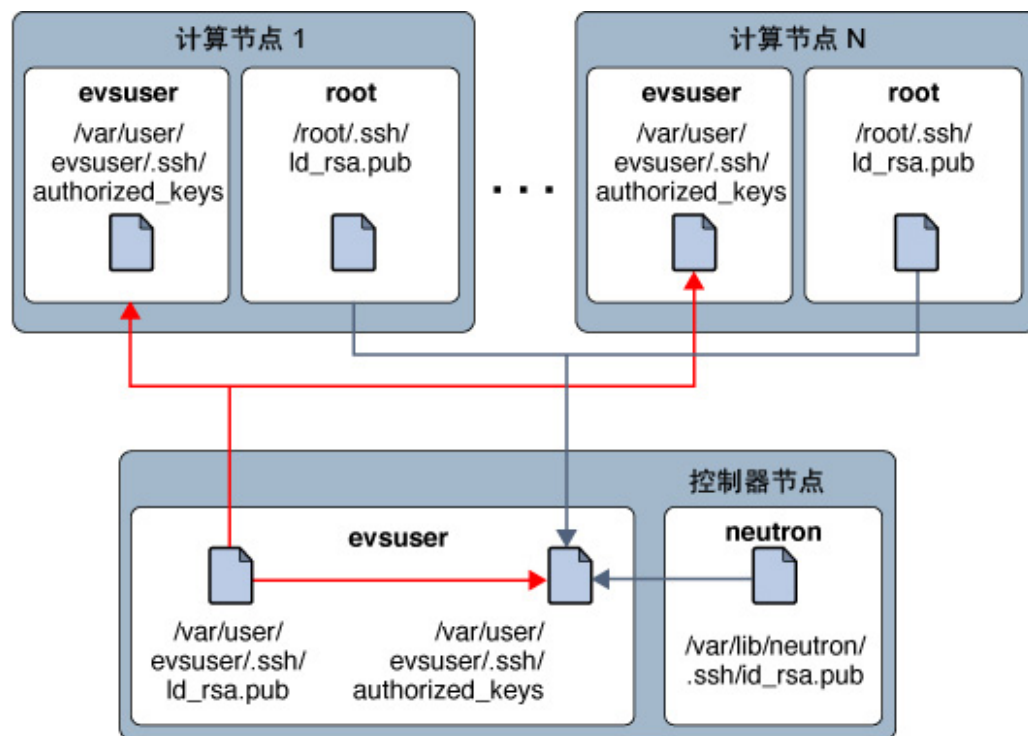 计算节点 1
evsuser
/var/user/
evsuser/.ssh/
authorized_keys
root
/root/.ssh/
ld_rsa.pub
. . .
计算节点 N
evsuser
/var/user/
evsuser/.ssh/
authorized_keys
root
/root/.ssh/
ld_rsa.pub
控制器节点
evsuser
/var/user/
evsuser/.ssh/
ld_rsa.pub
/var/user/
evsuser/.ssh/
authorized_keys
neutron
/var/lib/neutron/
.ssh/id_rsa.pub